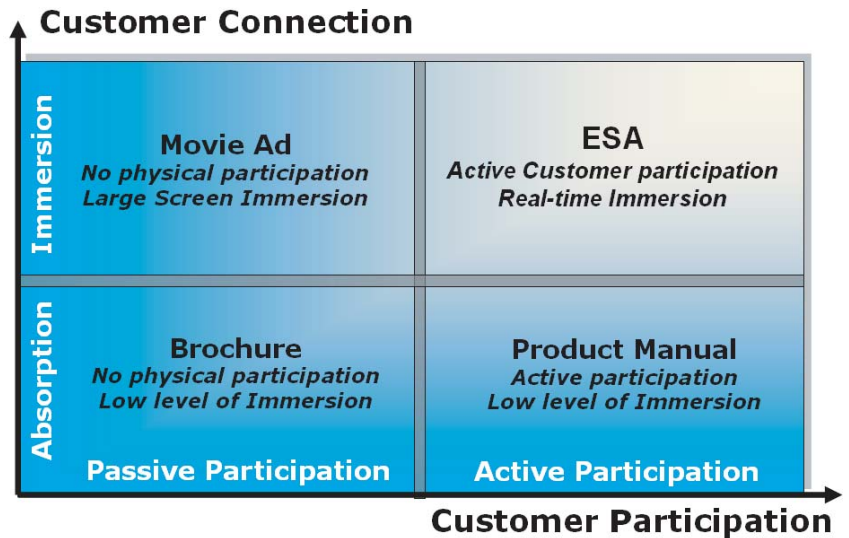 Customer Connection
Immersion
Movie Ad
No physical participation
Large Screen Immersion
ESA
Active Customer participation
Real-time Immersion
Absorption
Brochure
No physical participation
Low level of Immersion
Product Manual
Active participation
Low level of Immersion
Passive Participation
Active Participation
Customer Participation